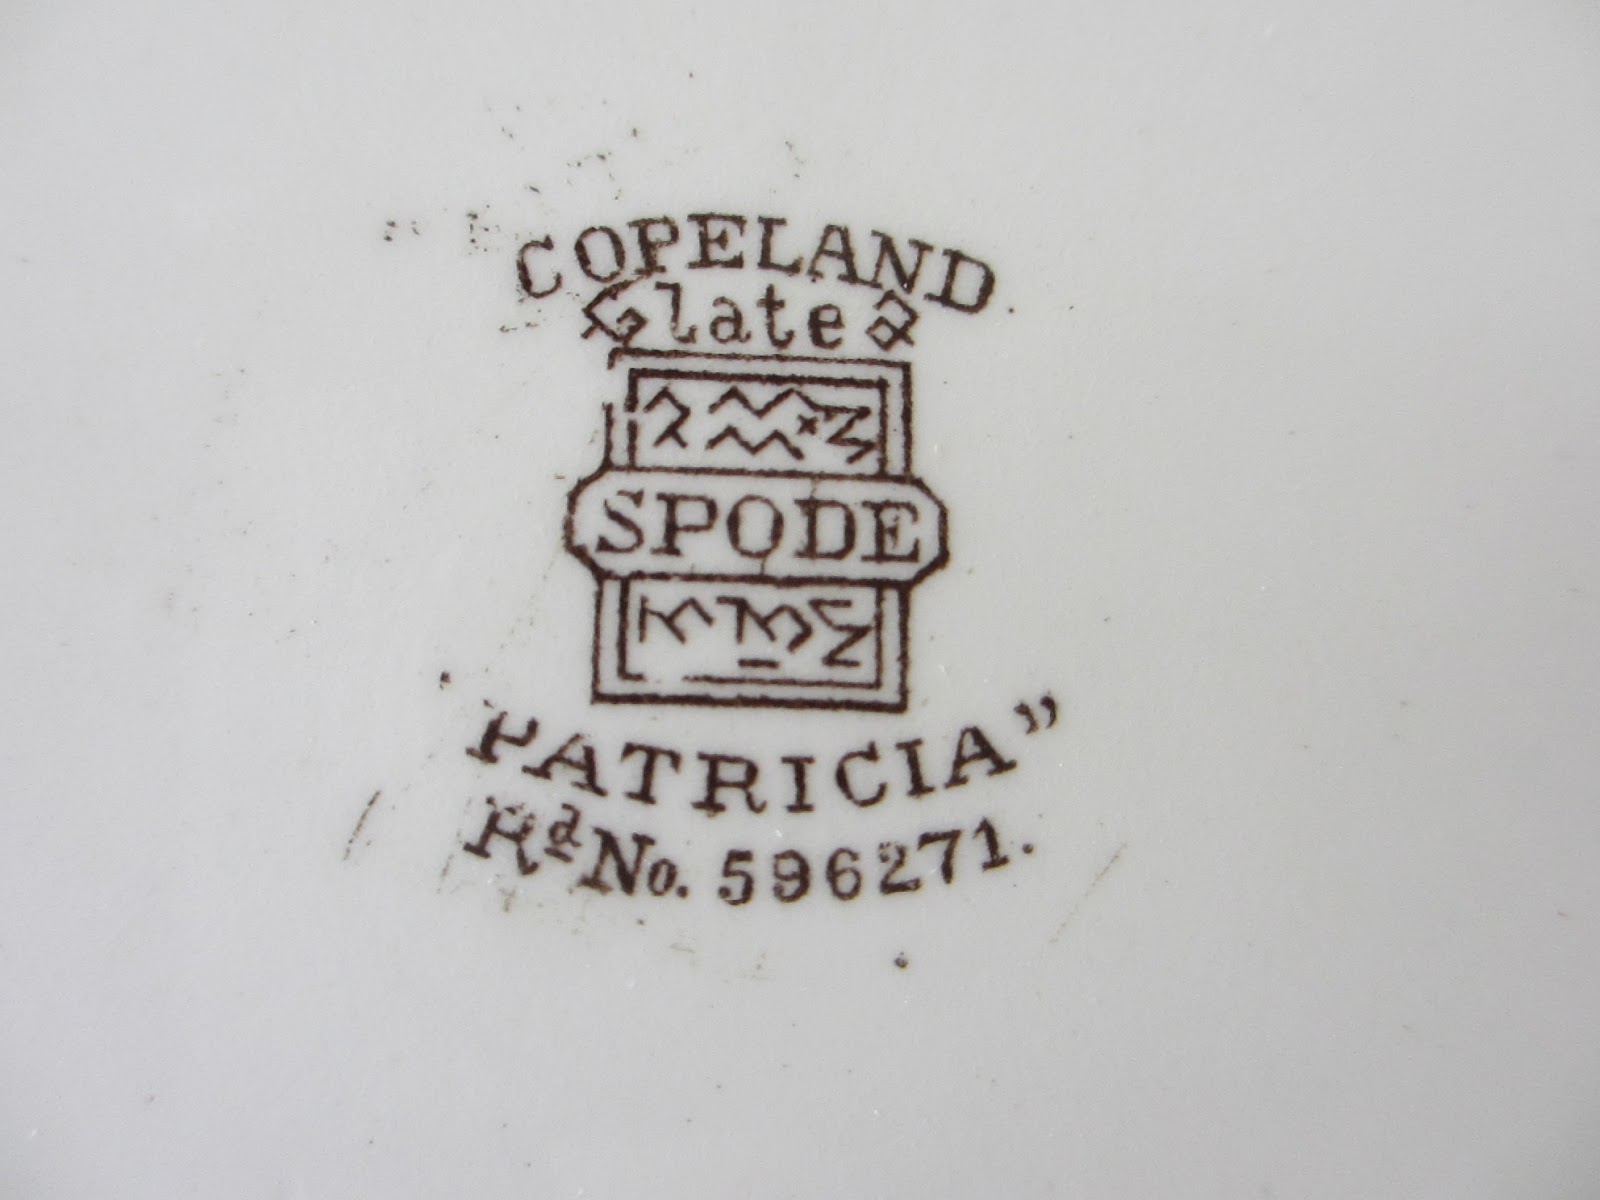 COPELAND
late
SPODE
PATRICIA”
Rd No. 596271.